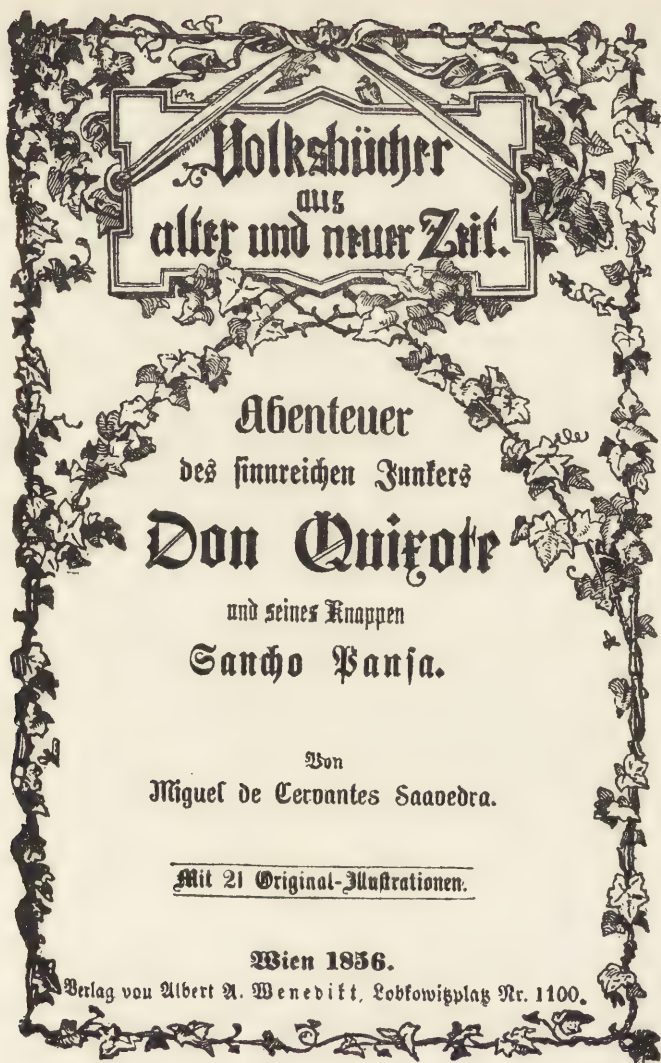 Volksbücher
aus
alter und neuer Zeit.
Abenteuer
des sinnreichen Junkers
Don Quixote
und seines Knappen
Sancho Pansa.
Von
Miguel de Cervantes Saavedra.
Mit 21 Original-Illustrationen.
Wien 1856.
Verlag von Albert A. Wenedikt, Lobkowitzplatz Nr. 1100.